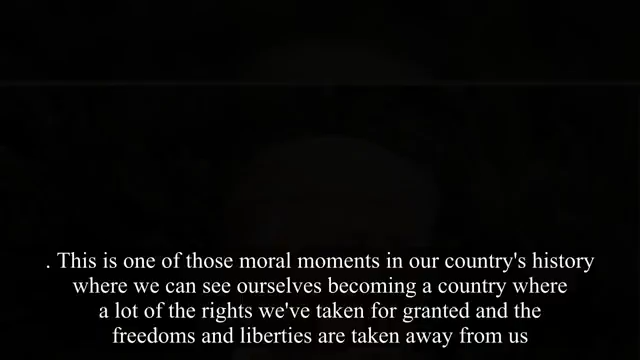 . This is one of those moral moments in our country's history
where we can see ourselves becoming a country where
a lot of the rights we've taken for granted and the
freedoms and liberties are taken away from us